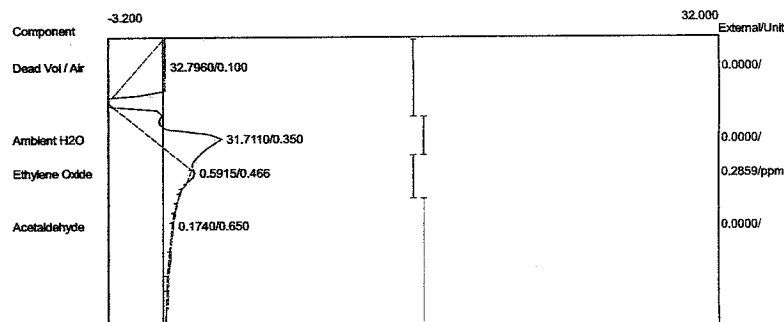 -3.200 32.000
Component External/Unit
Dead Vol / Air 32.7960/0.100 0.0000/
Ambient H2O 31.7110/0.350 0.0000/
Ethylene Oxide 0.5915/0.466 0.2859/ppm
Acetaldehyde 0.1740/0.650 0.0000/